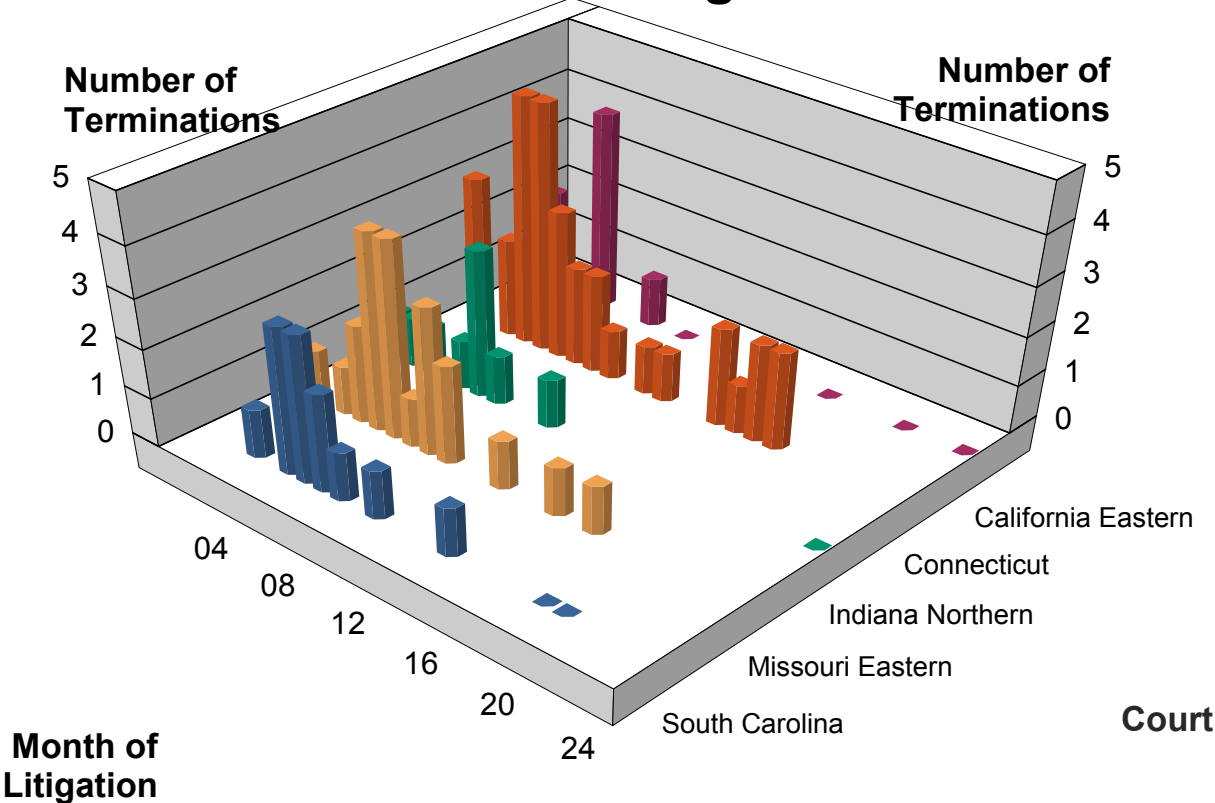 Number of
Terminations
Number of
Terminations
5
4
3
2
1
0
5
4
3
2
1
0
04
08
12
16
20
24
California Eastern
Connecticut
Indiana Northern
Missouri Eastern
South Carolina
Court
Month of
Litigation